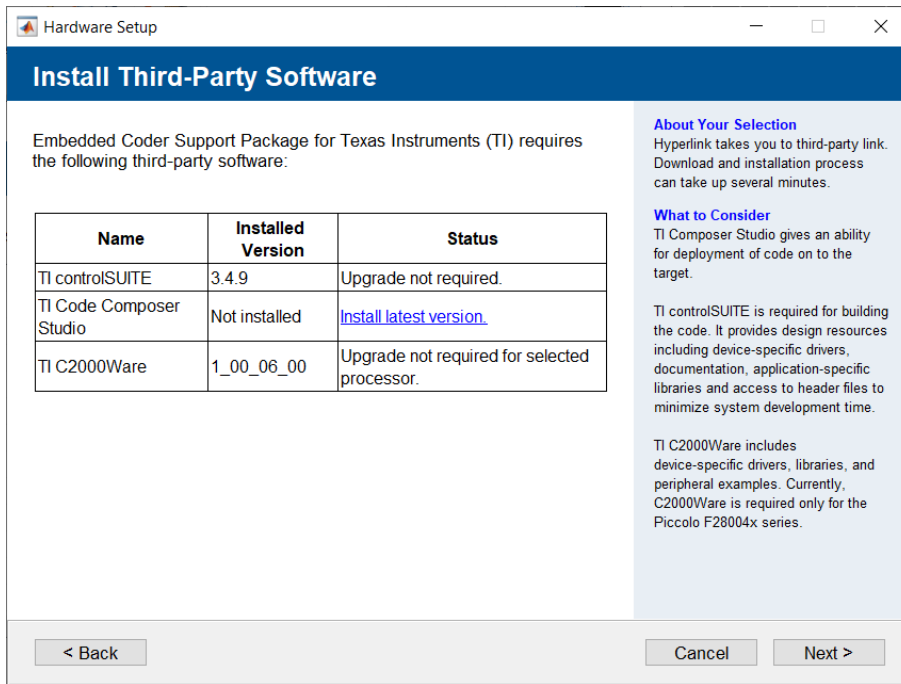 Hardware Setup
Install Third-Party Software
Embedded Coder Support Package for Texas Instruments (TI) requires
the following third-party software:
Name
Installed
Version
Status
TI controlSUITE
3.4.9
Upgrade not required.
TI Code Composer
Studio
Not installed
Install latest version.
TI C2000Ware
1_00_06_00
Upgrade not required for selected
processor.
About Your Selection
Hyperlink takes you to third-party link.
Download and installation process
can take up several minutes.
What to Consider
TI Composer Studio gives an ability
for deployment of code on to the
target.
TI controlSUITE is required for building
the code. It provides design resources
including device-specific drivers,
documentation, application-specific
libraries and access to header files to
minimize system development time.
TI C2000Ware includes
device-specific drivers, libraries, and
peripheral examples. Currently,
C2000Ware is required only for the
Piccolo F28004x series.
< Back
Cancel
Next >